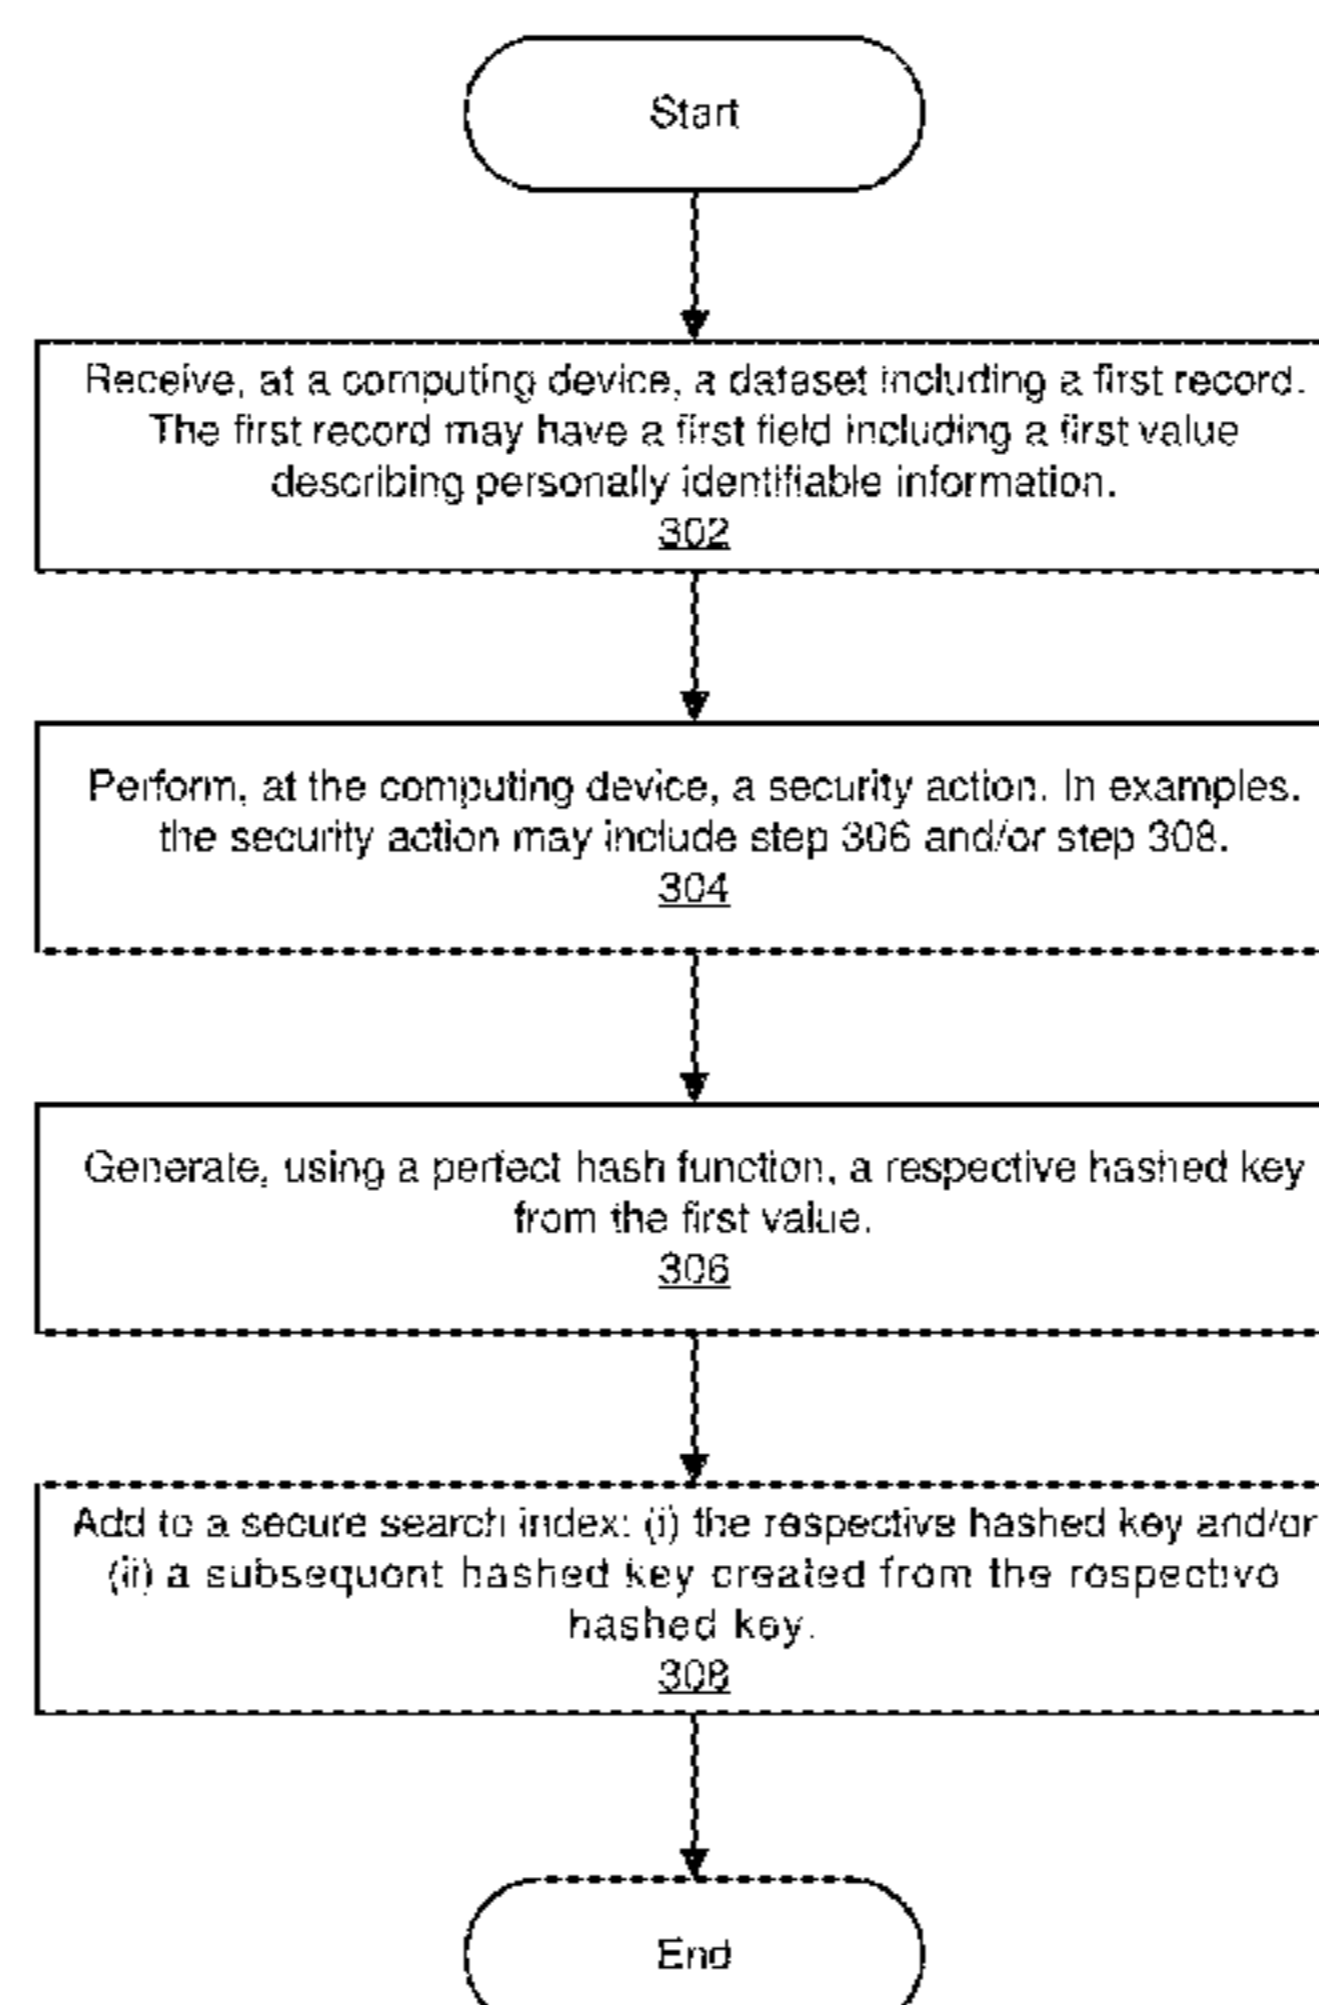 Start
Receive, at a computing device, a dataset including a first record.
The first record may have a first field including a first value
describing personally identifiable information.
302
Perform, at the computing device, a security action. In examples.
the security action may include step 306 and/or step 308.
304
Generate, using a perfect hash function, a respective hashed key
from the first value.
306
Add to a secure search index: (i) the respective hashed key and/or
(ii) a subsequent hashed key created from the respective
hashed key.
308
End